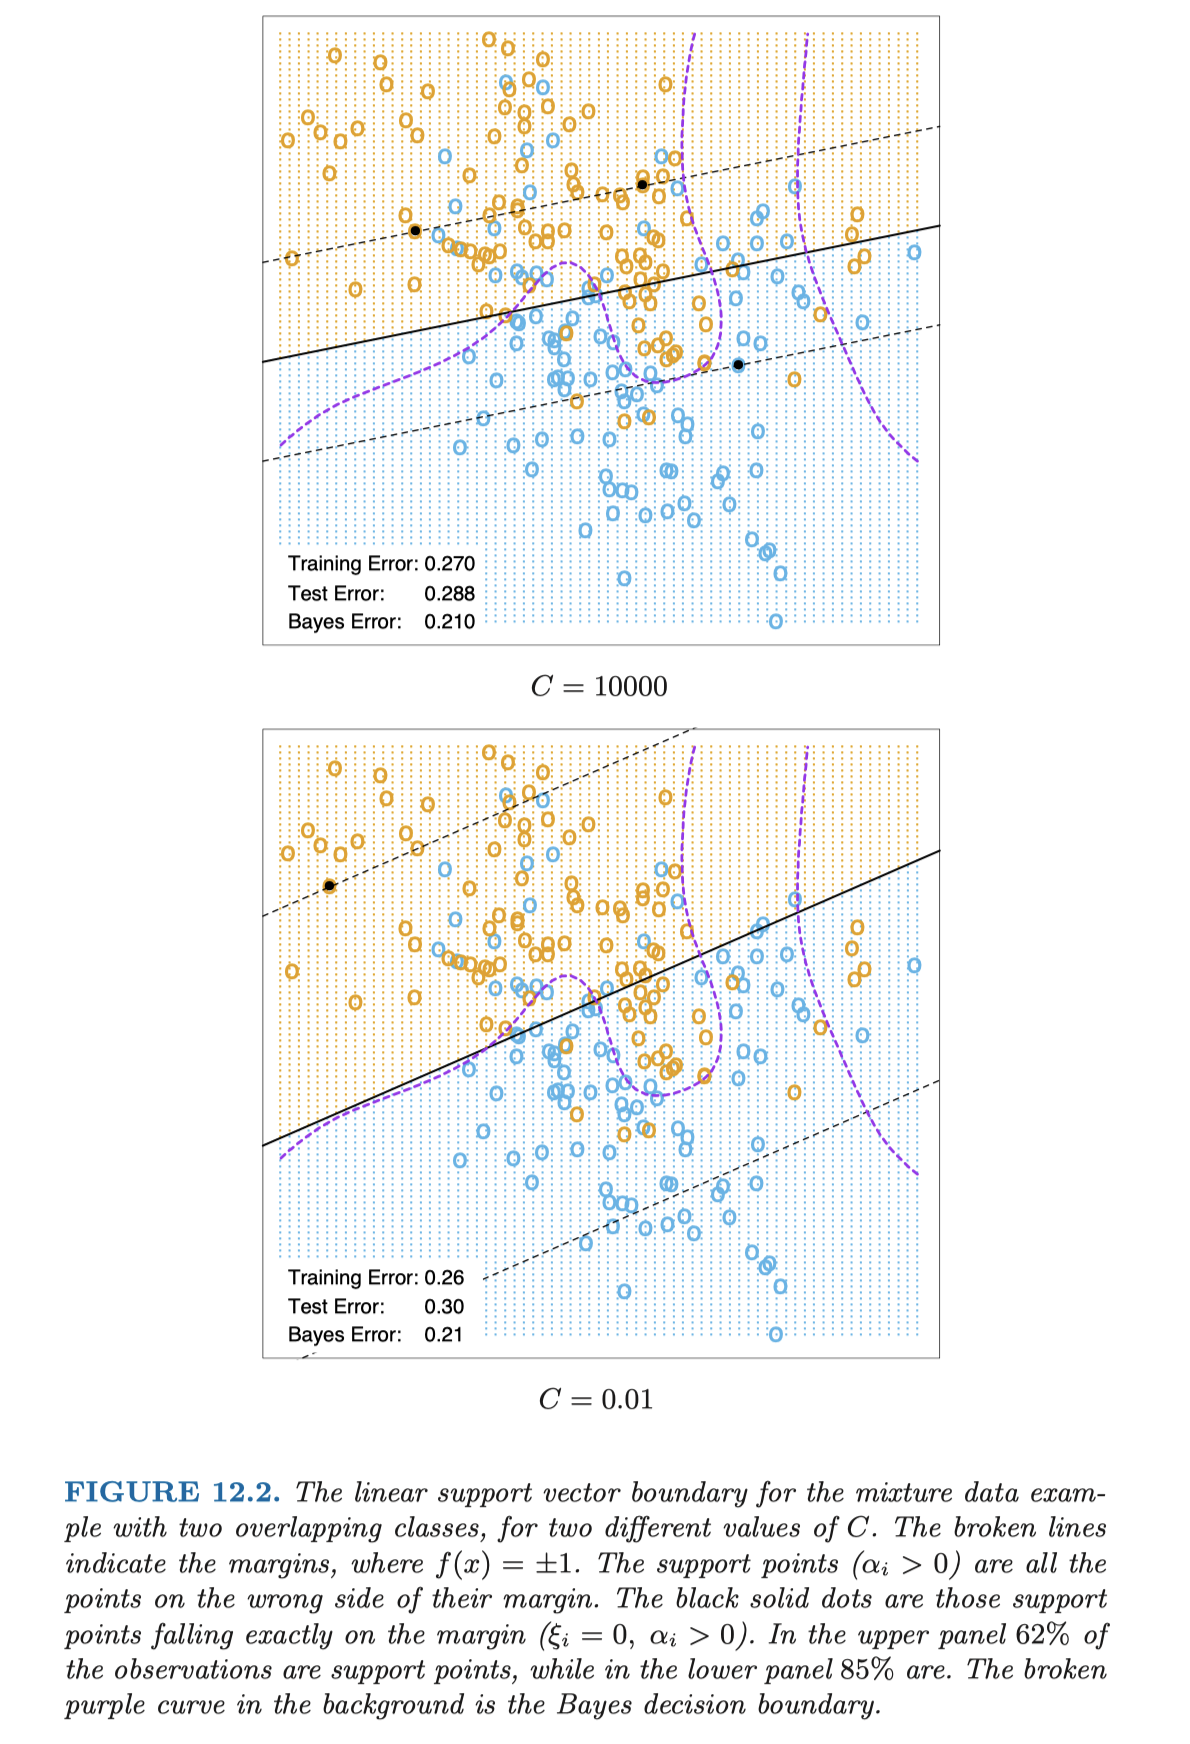 Training Error: 0.270
Test Error: 0.288
Bayes Error: 0.210
C = 10000
Training Error: 0.26
Test Error: 0.30
Bayes Error: 0.21
C = 0.01
FIGURE 12.2. The linear support vector boundary for the mixture data exam-
ple with two overlapping classes, for two different values of C. The broken lines
indicate the margins, where f(x) = ±1. The support points (αi > 0) are all the
points on the wrong side of their margin. The black solid dots are those support
points falling exactly on the margin (ξi = 0, αi > 0). In the upper panel 62% of
the observations are support points, while in the lower panel 85% are. The broken
purple curve in the background is the Bayes decision boundary.